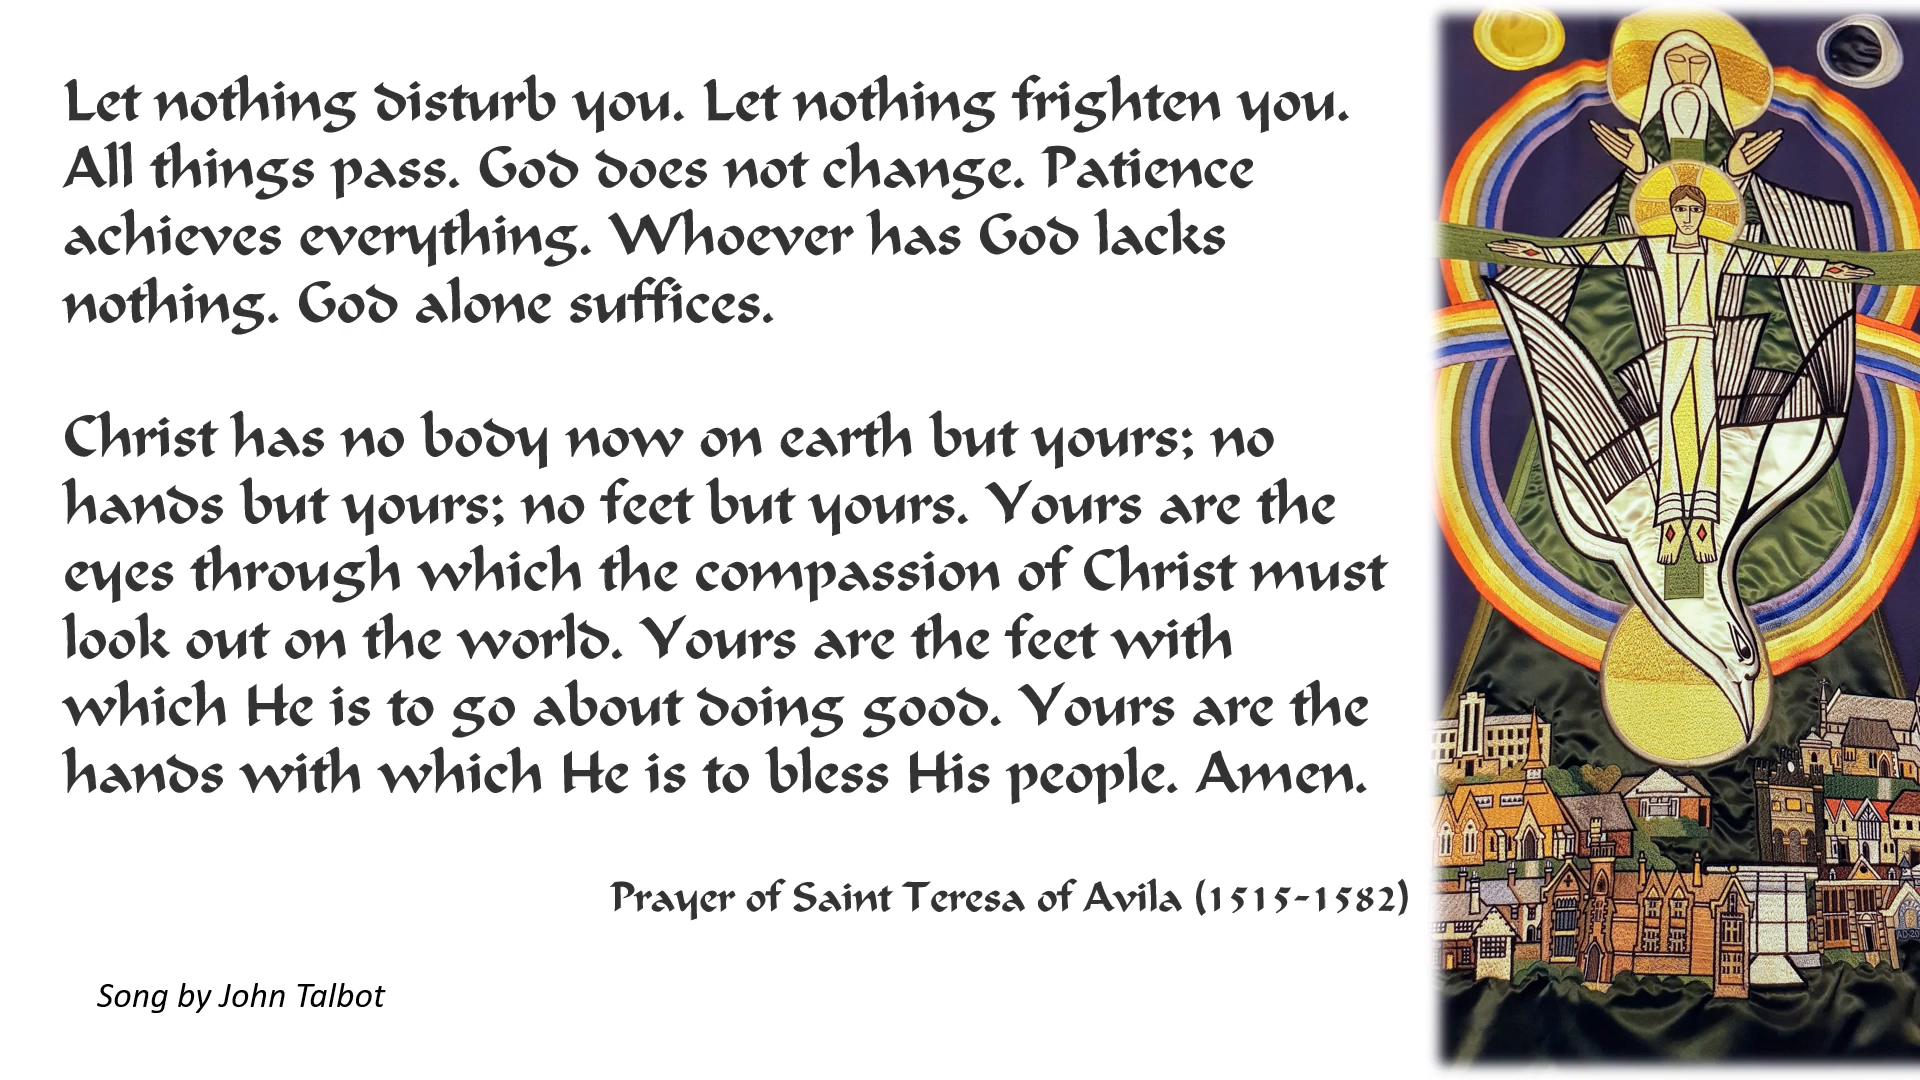 Let nothing disturb you. Let nothing frighten you.
All things pass. God does not change. Patience
achieves everything. Whoever has God lacks
nothing. God alone suffices.
Christ has no body now on earth but yours; no
hands but yours; no feet but yours. Yours are the
eyes through which the compassion of Christ must
look out on the world. Yours are the feet with
which He is to go about doing good. Yours are the
hands with which He is to bless His people. Amen.
Prayer of Saint Teresa of Avila (1515-1582)
Song by John Talbot